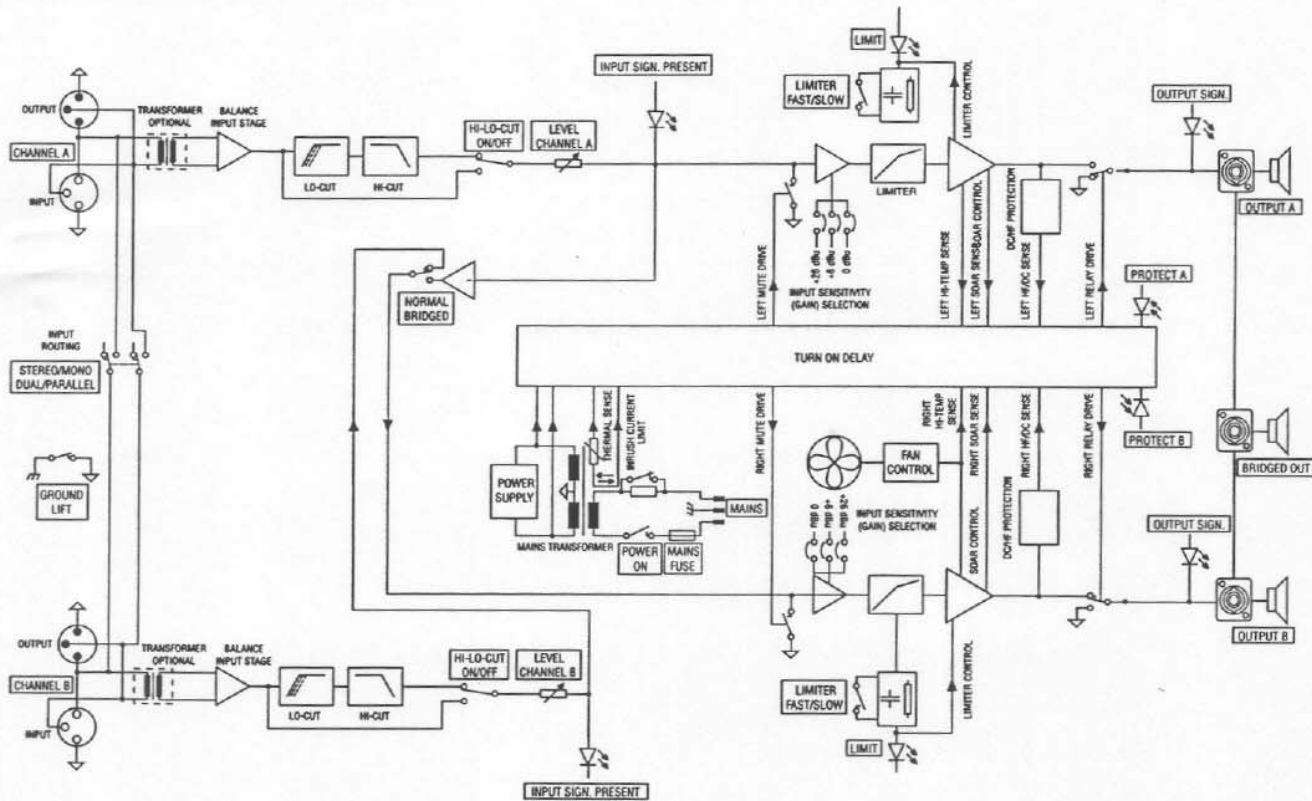 LIMIT
INPUT SIGN. PRESENT
LIMITER
FAST/SLOW
LIMITER CONTROL
OUTPUT SIGN.
OUTPUT
TRANSFORMER
OPTIONAL
BALANCE
INPUT STAGE
HI-LO-CUT
ON/OFF
LEVEL
CHANNEL A
CHANNEL A
LO-CUT
HI-CUT
LIMITER
INPUT
OUTPUT A
+26 dBu
+6 dBu
0 dBu
INPUT SENSITIVITY
(GAIN) SELECTION
LEFT MUTE DRIVE
LEFT HI-TEMP SENSE
LEFT SOAR SENSE
SOAR CONTROL
DC/HF PROTECTION
LEFT HF/DC SENSE
LEFT RELAY DRIVE
PROTECT A
NORMAL
BRIDGED
INPUT
ROUTING
STEREO/MONO
DUAL/PARALLEL
TURN ON DELAY
THERMAL SENSE
INRUSH CURRENT
LIMIT
RIGHT MUTE DRIVE
RIGHT
HI-TEMP
SENSE
RIGHT SOAR SENSE
RIGHT HF/DC SENSE
RIGHT RELAY DRIVE
PROTECT B
BRIDGED OUT
GROUND
LIFT
POWER
SUPPLY
FAN
CONTROL
MAINS
MAINS TRANSFORMER
POWER
ON
MAINS
FUSE
0 dBu
+6 dBu
+26 dBu
INPUT SENSITIVITY
(GAIN) SELECTION
SOAR CONTROL
DC/HF PROTECTION
OUTPUT SIGN.
OUTPUT B
OUTPUT
TRANSFORMER
OPTIONAL
BALANCE
INPUT STAGE
HI-LO-CUT
ON/OFF
LEVEL
CHANNEL B
CHANNEL B
LO-CUT
HI-CUT
INPUT
LIMITER
FAST/SLOW
LIMITER CONTROL
LIMIT
INPUT SIGN. PRESENT